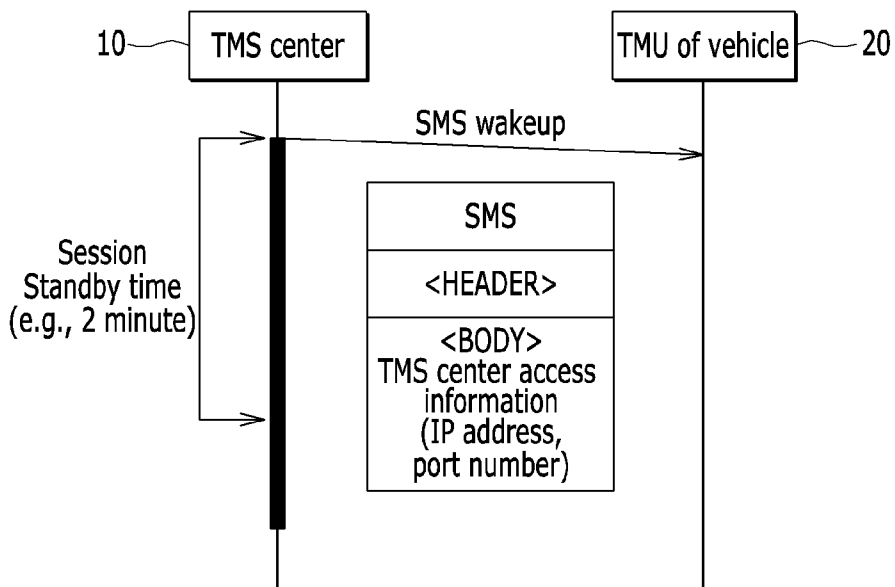 10
TMS center
TMU of vehicle
20
SMS wakeup
Session
Standby time
(e.g., 2 minute)
SMS
<HEADER>
<BODY>
TMS center access
information
(IP address,
port number)